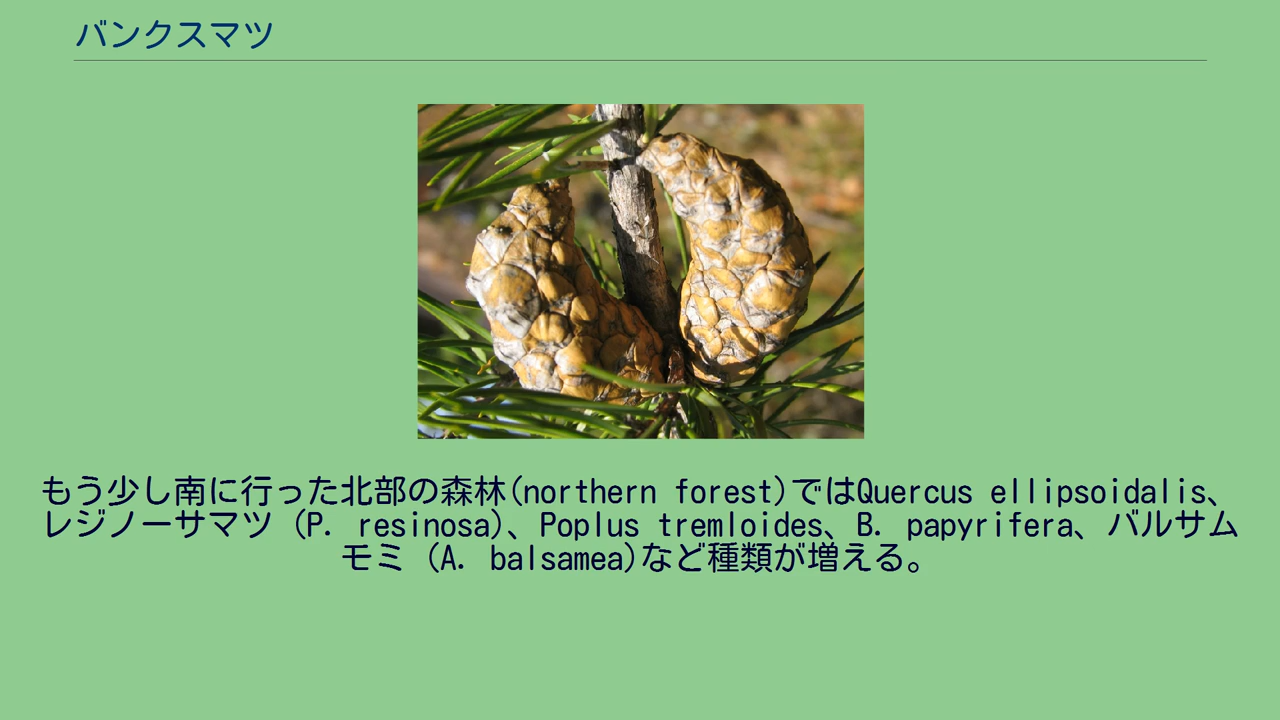 バンクスマツ
もう少し南に行った北部の森林(northern forest)ではQuercus ellipsoidalis、
レジノーサマツ (P. resinosa)、Poplus tremloides、B. papyrifera、バルサム
モミ (A. balsamea)など種類が増える。